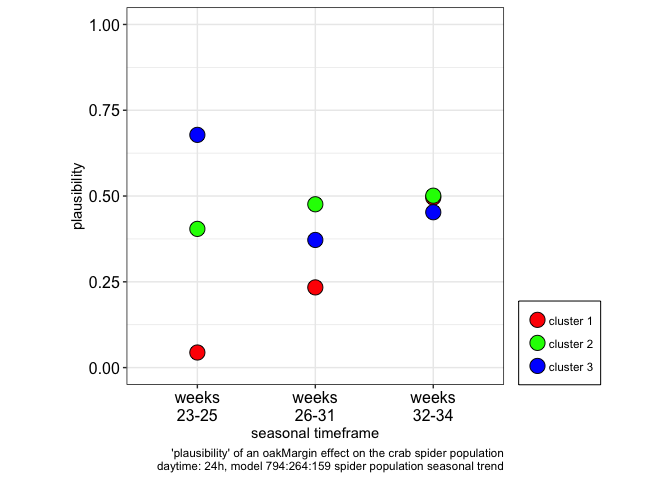 1.00
0.75
0.50
0.25
0.00
plausibility
weeks weeks weeks
23-25 26-31 32-34
seasonal timeframe
cluster 1
cluster 2
cluster 3
'plausibility' of an oakMargin effect on the crab spider population
daytime: 24h, model 794:264:159 spider population seasonal trend